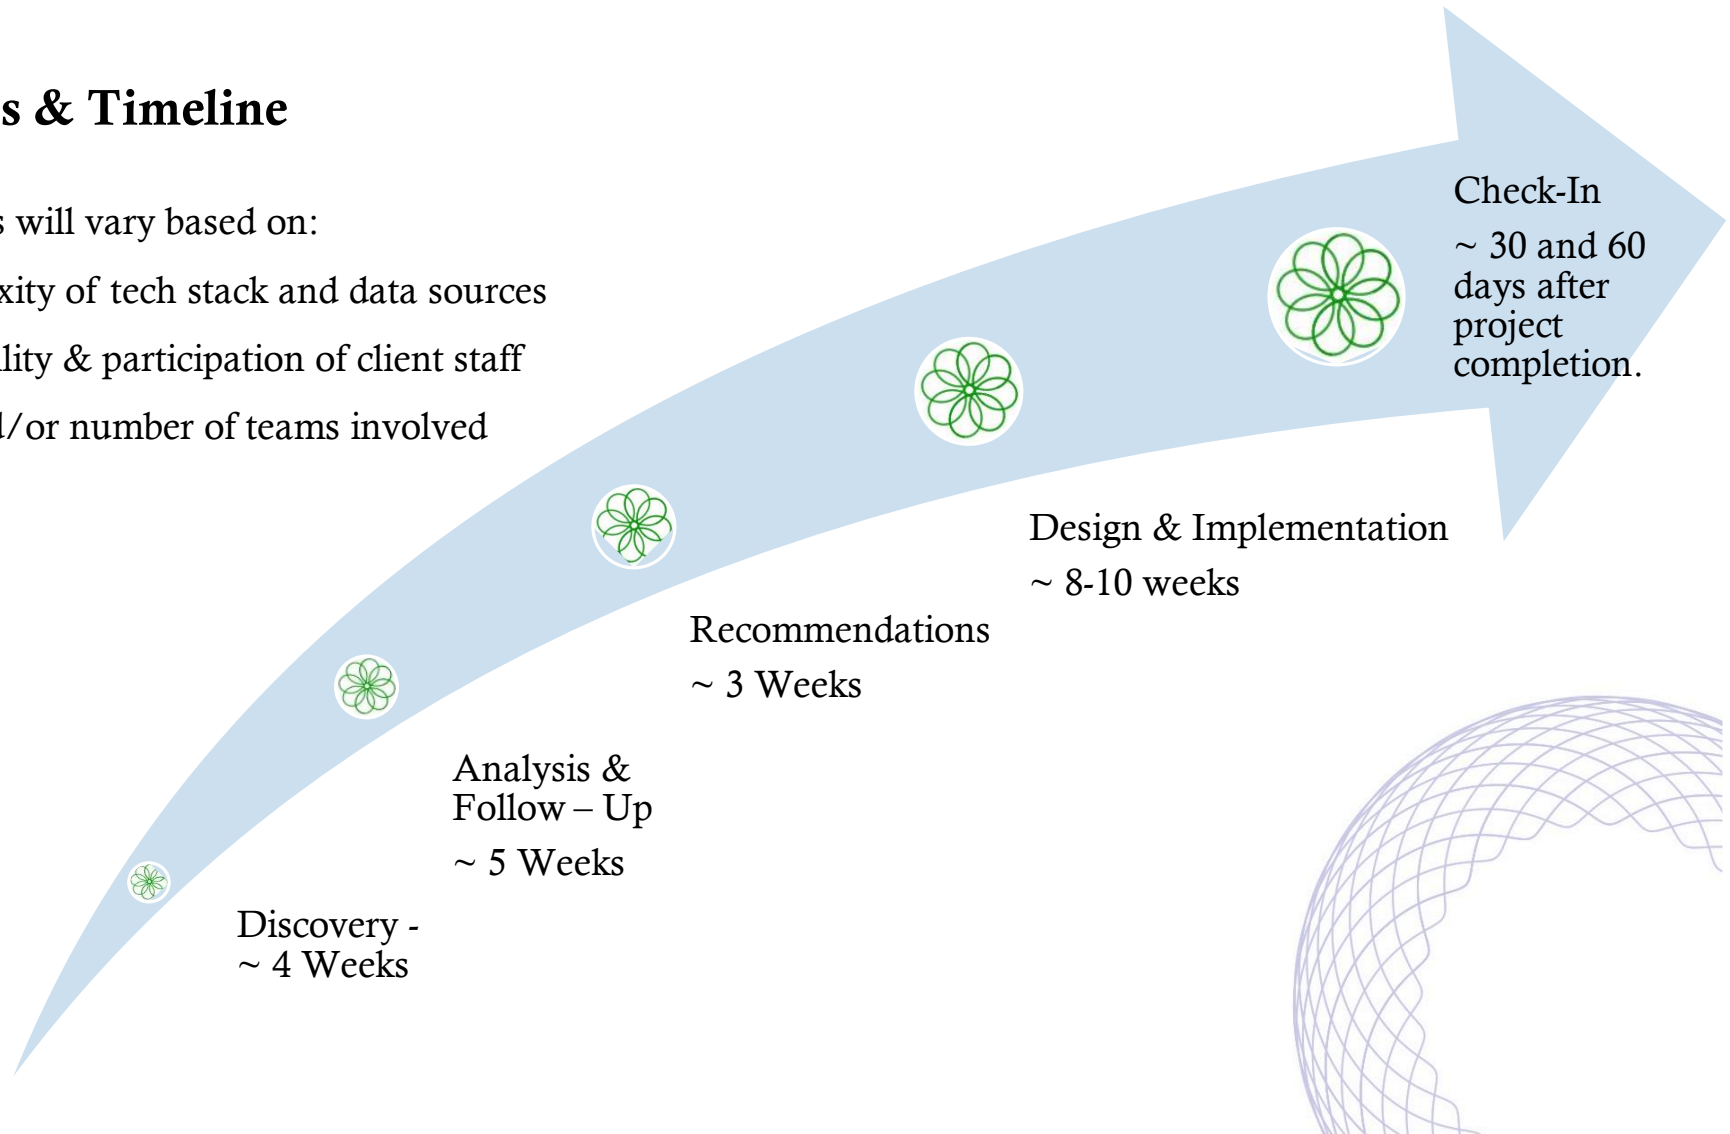 s & Timeline
s will vary based on:
xity of tech stack and data sources
ility & participation of client staff
d/or number of teams involved
Check-In
~ 30 and 60
days after
project
completion.
Design & Implementation
~ 8-10 weeks
Recommendations
~ 3 Weeks
Analysis &
Follow – Up
~ 5 Weeks
Discovery -
~ 4 Weeks